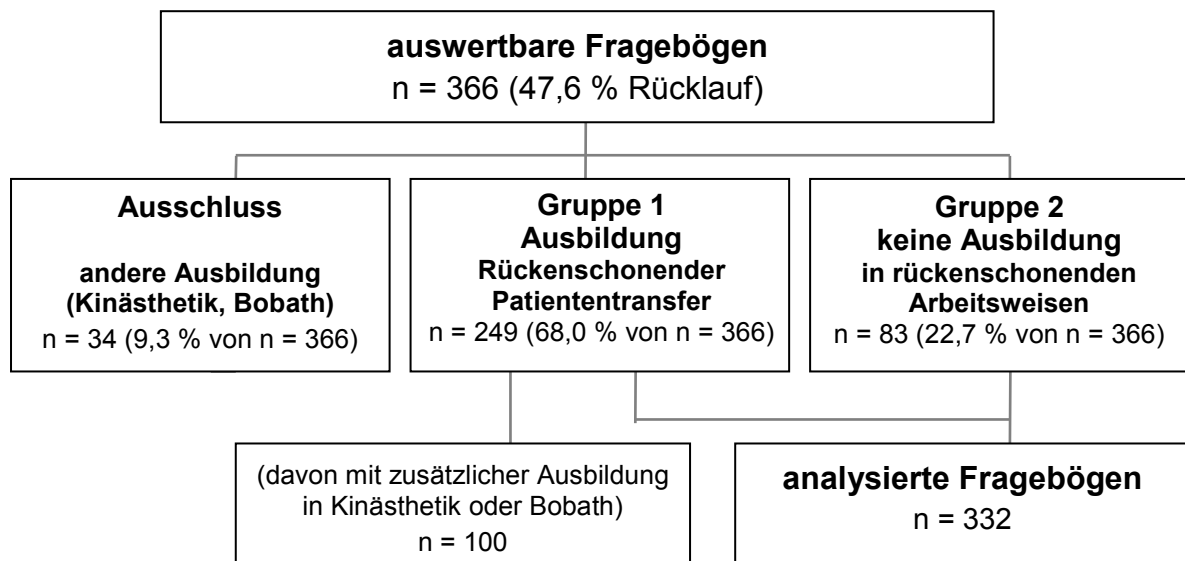 auswertbare Fragebögen
n = 366 (47,6 % Rücklauf)
Ausschluss
andere Ausbildung
(Kinästhetik, Bobath)
n = 34 (9,3 % von n = 366)
Gruppe 1
Ausbildung
Rückenschonender
Patiententransfer
n = 249 (68,0 % von n = 366)
Gruppe 2
keine Ausbildung
in rückenschonenden
Arbeitsweisen
n = 83 (22,7 % von n = 366)
(davon mit zusätzlicher Ausbildung
in Kinästhetik oder Bobath)
n = 100
analysierte Fragebögen
n = 332